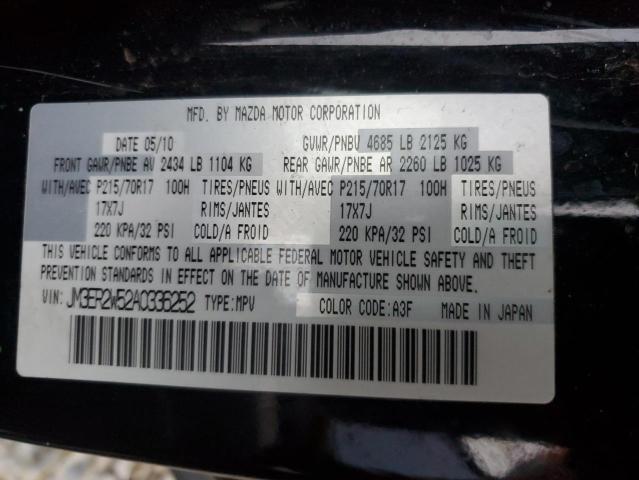 MFD. BY MAZDA MOTOR CORPORATION
DATE 05/10 GVWR/PNBV 4685 LB 2125 KG
FRONT GAWR/PNBE AV 2434 LB 1104 KG REAR GAWR/PNBE AR 2260 LB 1025 KG
WITH/AVEC P215/70R17 100H TIRES/PNEUS WITH/AVEC P215/70R17 100H TIRES/PNEUS
17X7J RIMS/JANTES 17X7J RIMS/JANTES
220 KPA/32 PSI COLD/A FROID 220 KPA/32 PSI COLD/A FROID
THIS VEHICLE CONFORMS TO ALL APPLICABLE FEDERAL MOTOR VEHICLE SAFETY AND THEFT
PREVENTION STANDARDS IN EFFECT ON THE DATE OF MANUFACTURE SHOWN ABOVE.
VIN: JM3ER2W52A0336252 TYPE:MPV COLOR CODE:A3F MADE IN JAPAN